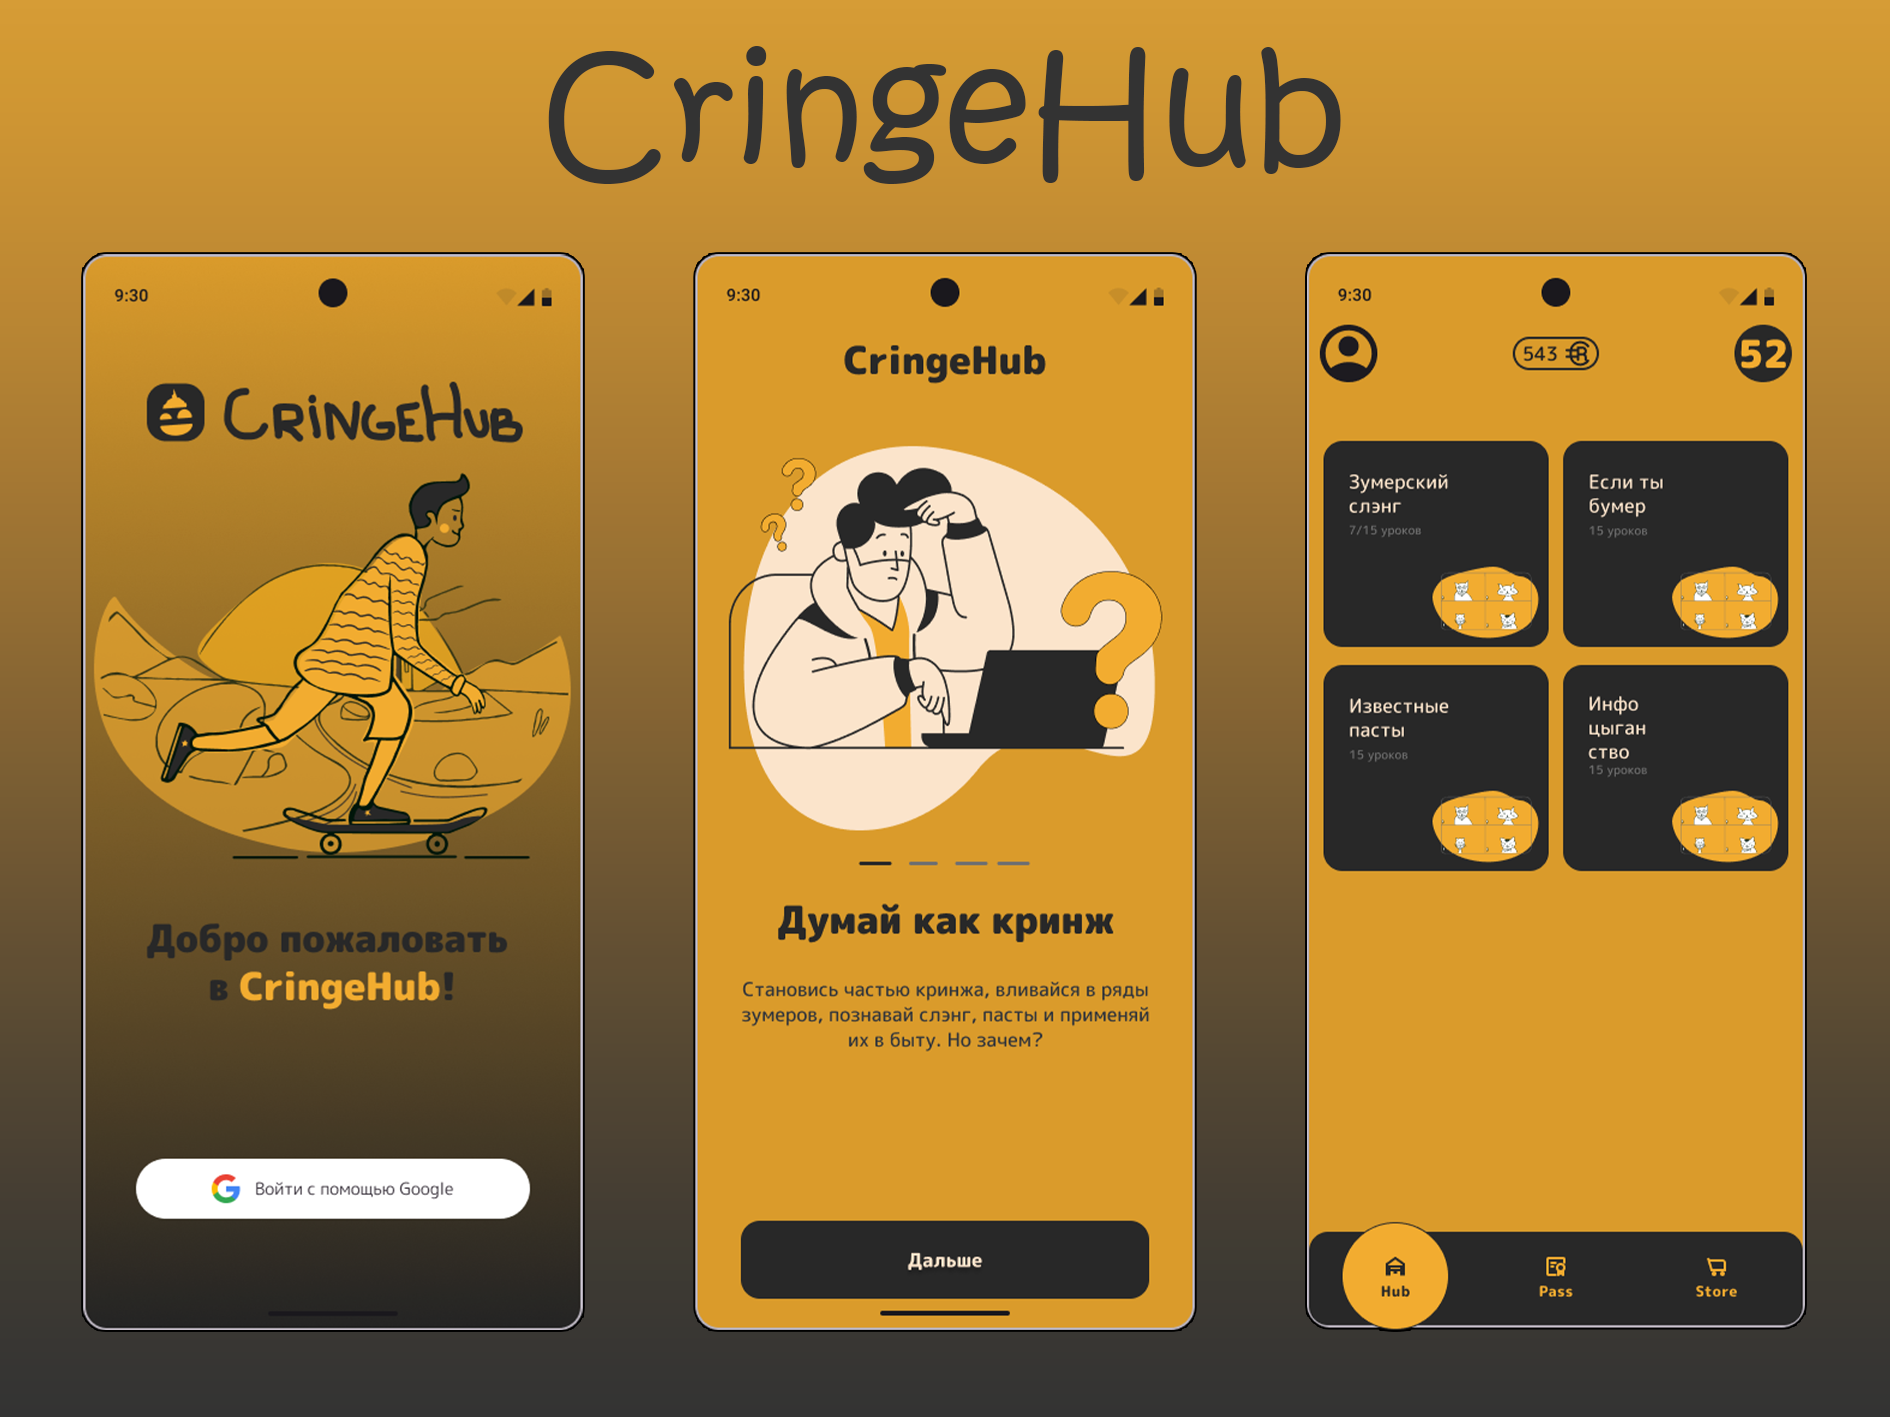 CringeHub
9:30
CRiNGEHUB
Добро пожаловать
в CringeHub!
Войти с помощью Google
9:30
CringeHub
Думай как кринж
Становись частью кринжа, вливайся в ряды
зумеров, познавай слэнг, пасты и применяй
их в быту. Но зачем?
Дальше
9:30
543
52
Зумерский
слэнг
7/15 уроков
Если ты
бумер
15 уроков
Известные
пасты
15 уроков
Инфо
цыган
ство
15 уроков
Hub
Pass
Store